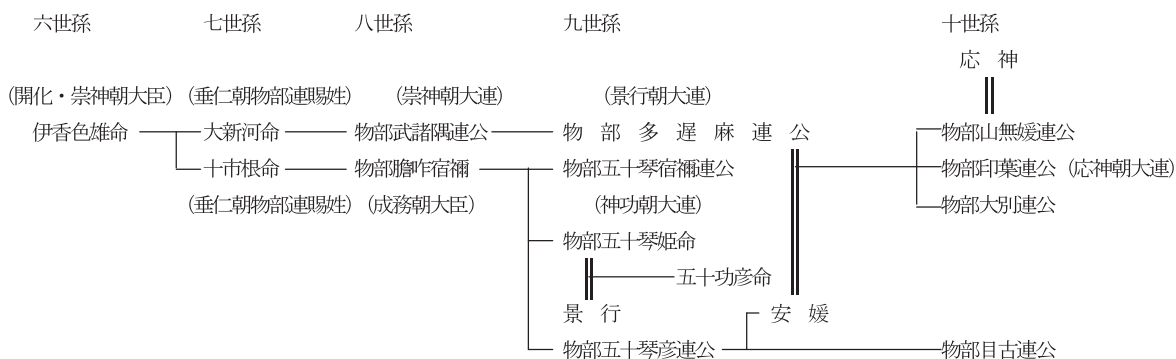 六世孫 七世孫 八世孫 九世孫 十世孫
応神
(開化・崇神朝大臣) (垂仁朝物部連賜姓) (崇神朝大連) (景行朝大連)
伊香色雄命 大新河命 物部武諸隅連公 物部多遅麻連公 物部山無媛連公
十市根命 物部膽咋宿禰 物部五十琴宿禰連公 物部印葉連公 (応神朝大連)
(垂仁朝物部連賜姓) (成務朝大臣) (神功朝大連) 物部大別連公
物部五十琴姫命
五十功彦命
景行 安媛
物部五十琴彦連公 物部目古連公